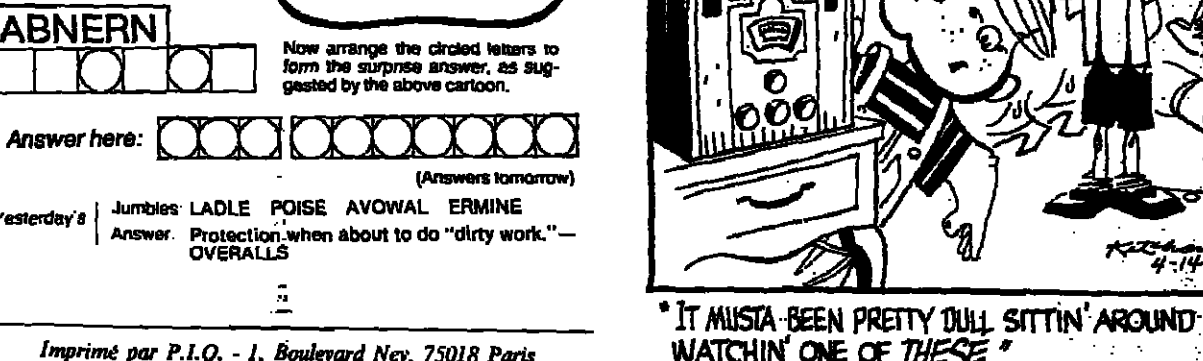 ABNERN
Now arrange the circled letters to
form the surprise answer, as sug-
gested by the above cartoon.
Answer here:
(Answers tomorrow)
Yesterday's
Jumbles: LADLE POISE AVOWAL ERMINE
Answer: Protection when about to do "dirty work."—
OVERALLS
Imprimé par P.I.O. - 1, Boulevard Ney, 75018 Paris
4-14
"IT MUSTA BEEN PRETTY DULL SITTIN' AROUND
WATCHIN' ONE OF THESE."